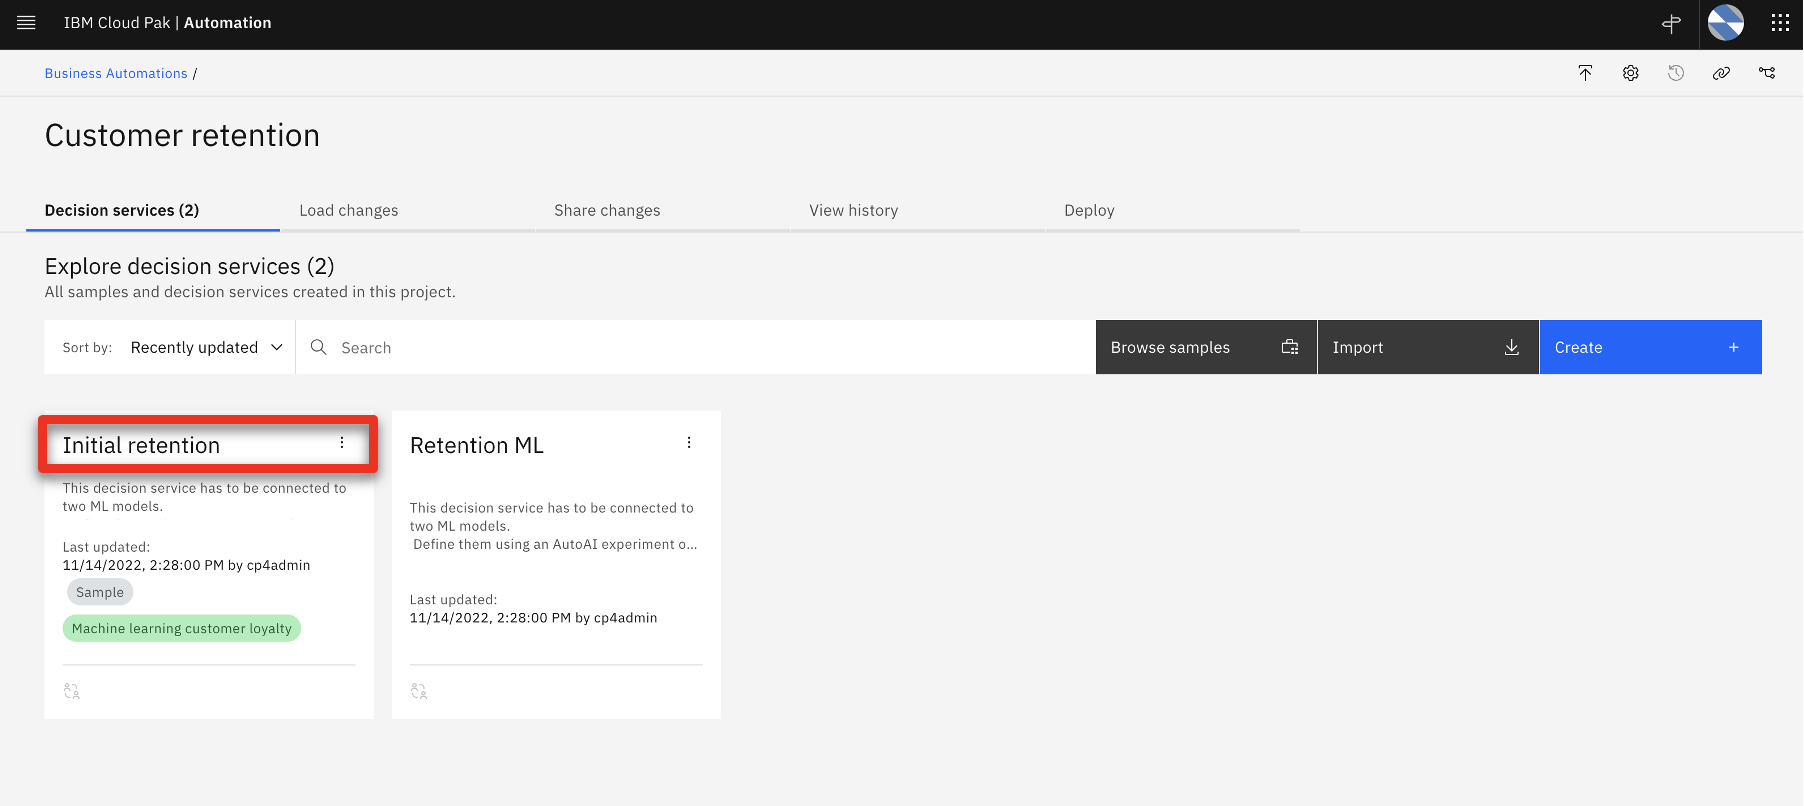 IBM Cloud Pak | Automation
Business Automations /
Customer retention
Decision services (2)
Load changes
Share changes
View history
Deploy
Explore decision services (2)
All samples and decision services created in this project.
Sort by: Recently updated
Search
Browse samples
Import
Create +
Initial retention
This decision service has to be connected to
two ML models.
Last updated:
11/14/2022, 2:28:00 PM by cp4admin
Sample
Machine learning customer loyalty
Retention ML
This decision service has to be connected to
two ML models.
Define them using an AutoAI experiment o...
Last updated:
11/14/2022, 2:28:00 PM by cp4admin